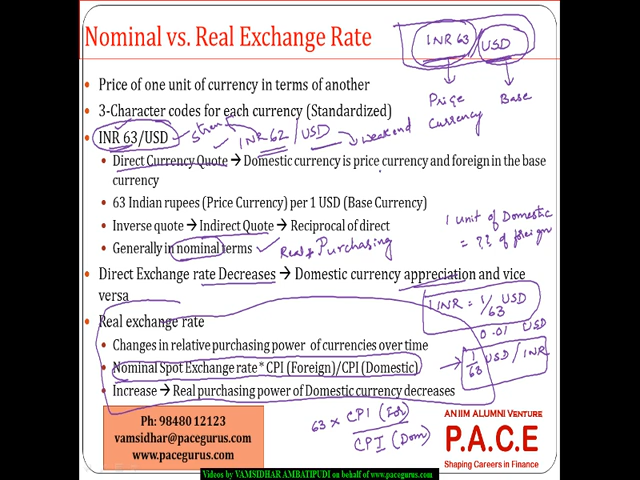 Nominal vs. Real Exchange Rate
INR 63 / USD
Price Currency
Base
Price of one unit of currency in terms of another
3-Character codes for each currency (Standardized)
INR 63/USD
INR 62 / USD
weekend
Direct Currency Quote → Domestic currency is price currency and foreign in the base
currency
63 Indian rupees (Price Currency) per 1 USD (Base Currency)
1 unit of Domestic
= ?? of foreign
Inverse quote → Indirect Quote → Reciprocal of direct
Generally in nominal terms
Real → Purchasing
Direct Exchange rate Decreases → Domestic currency appreciation and vice
versa
1 INR = 1/63 USD
0.01 USD
Real exchange rate
Changes in relative purchasing power of currencies over time
Nominal Spot Exchange rate * CPI (Foreign)/CPI (Domestic)
1/63 USD / INR
Increase → Real purchasing power of Domestic currency decreases
63 × CPI (For)
CPI (Dom)
Ph: 98480 12123
vamsidhar@pacegurus.com
www.pacegurus.com
AN IIM ALUMNI VENTURE
P.A.C.E
Shaping Careers in Finance
Videos by VAMSIDHAR AMBATIPUDI on behalf of www.pacegurus.com